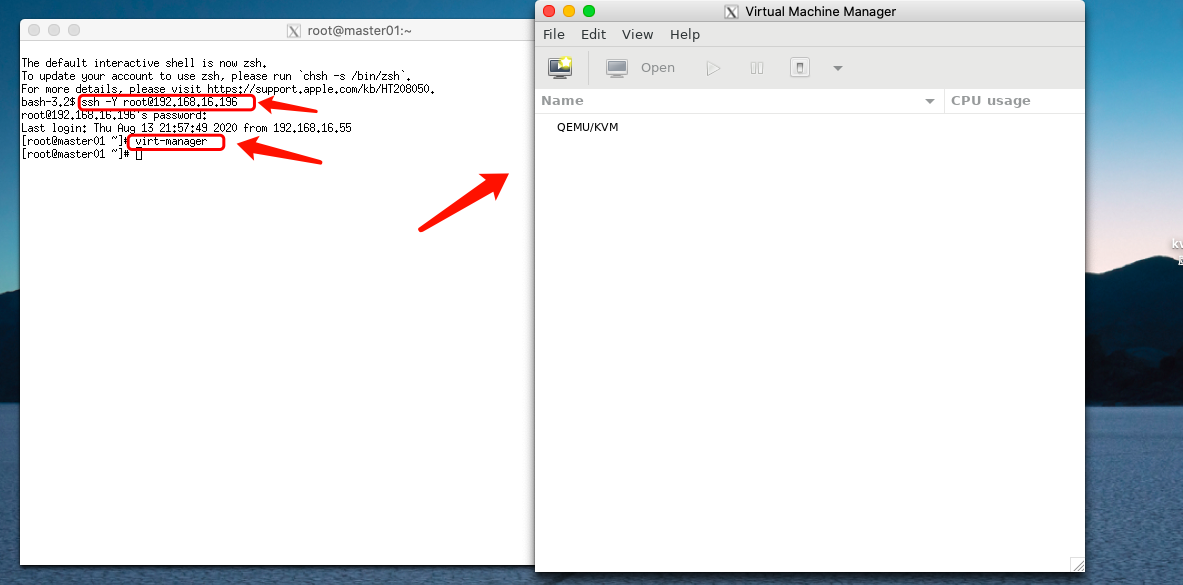 root@master01:~
The default interactive shell is now zsh.
To update your account to use zsh, please run `chsh -s /bin/zsh`.
For more details, please visit https://support.apple.com/kb/HT208050.
bash-3.2$ ssh -Y root@192.168.16.196
root@192.168.16.196's password:
Last login: Thu Aug 13 21:57:49 2020 from 192.168.16.55
[root@master01 ~]# virt-manager
[root@master01 ~]#
Virtual Machine Manager
File Edit View Help
Open
Name CPU usage
QEMU/KVM